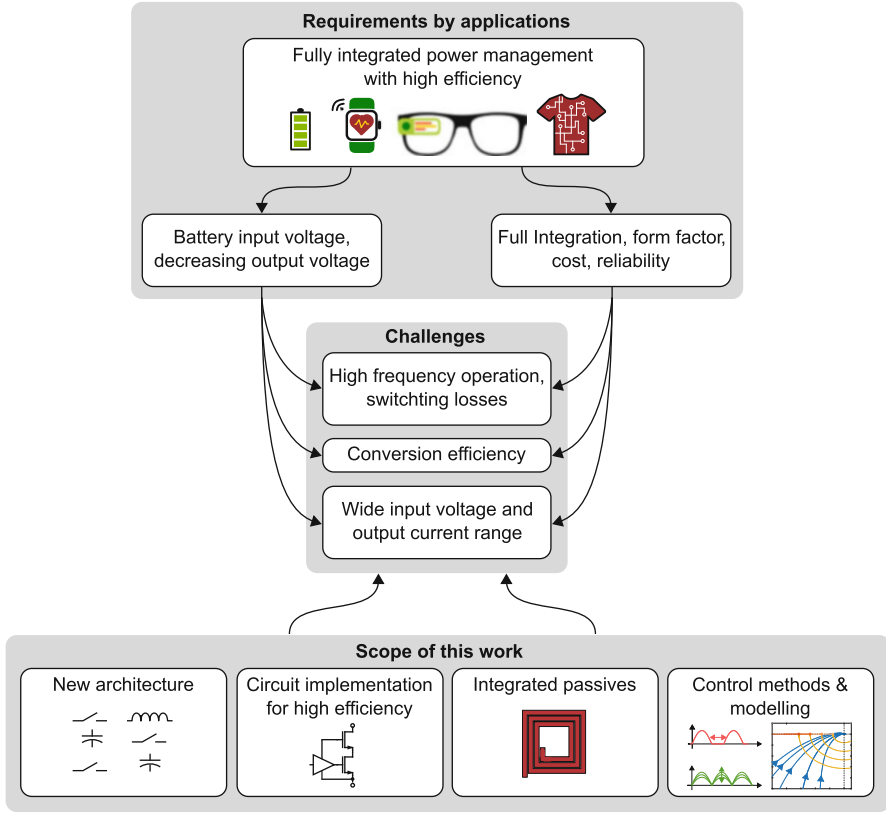 Requirements by applications
Fully integrated power management
with high efficiency
Battery input voltage,
decreasing output voltage
Full Integration, form factor,
cost, reliability
Challenges
High frequency operation,
switchting losses
Conversion efficiency
Wide input voltage and
output current range
Scope of this work
New architecture
Circuit implementation
for high efficiency
Integrated passives
Control methods &
modelling